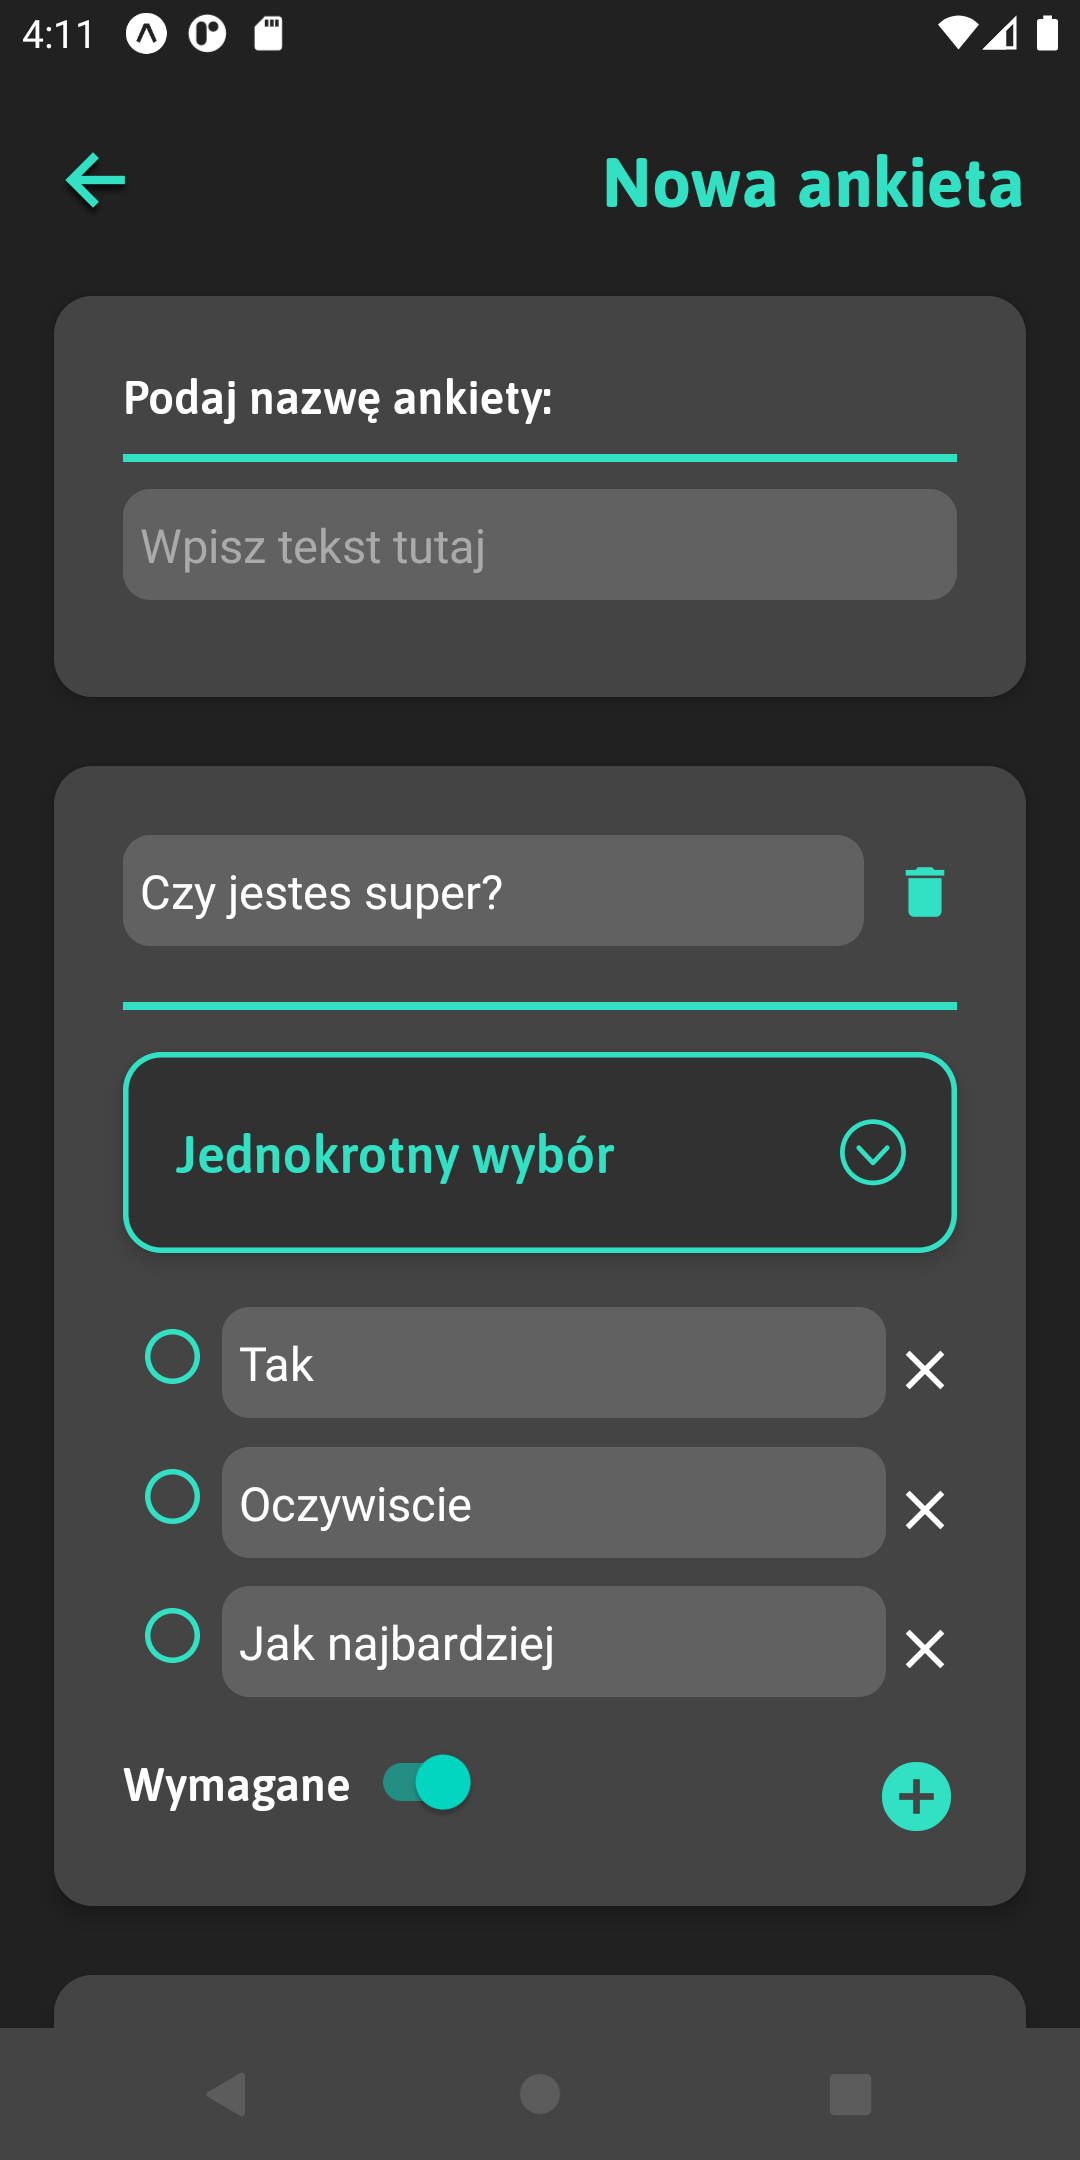 4:11
Nowa ankieta
Podaj nazwę ankiety:
Wpisz tekst tutaj
Czy jestes super?
Jednokrotny wybór
Tak
Oczywiscie
Jak najbardziej
Wymagane